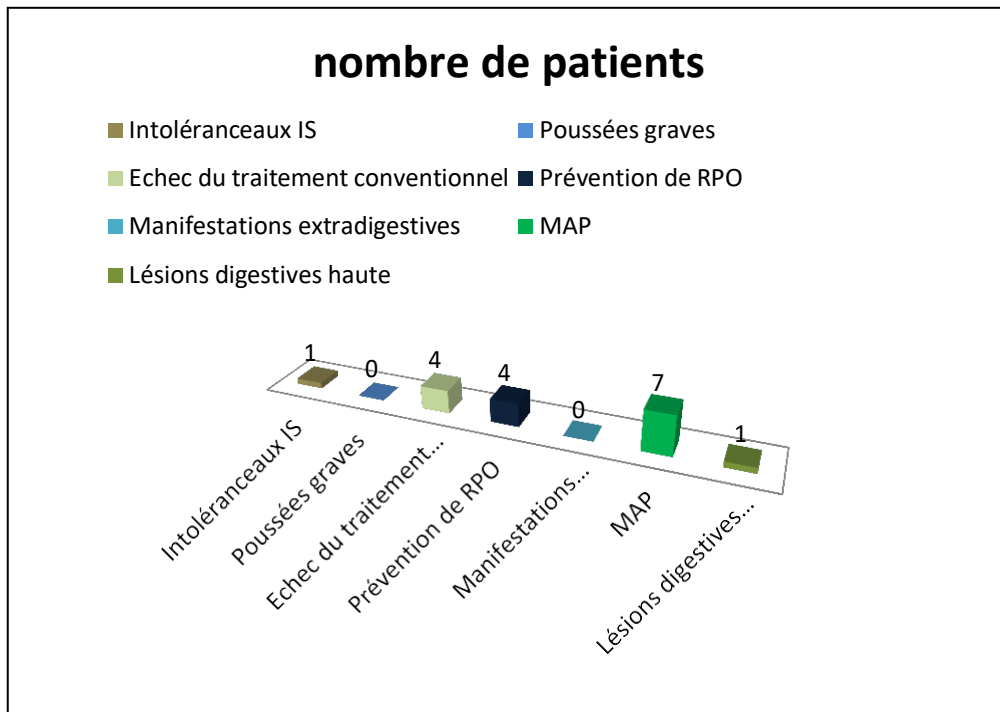 nombre de patients
Intoléranceaux IS
Poussées graves
Echec du traitement conventionnel
Prévention de RPO
Manifestations extradigestives
MAP
Lésions digestives haute
1
0
4
4
0
7
1
Intoléranceaux IS
Poussées graves
Echec du traitement...
Prévention de RPO
Manifestations...
MAP
Lésions digestives...